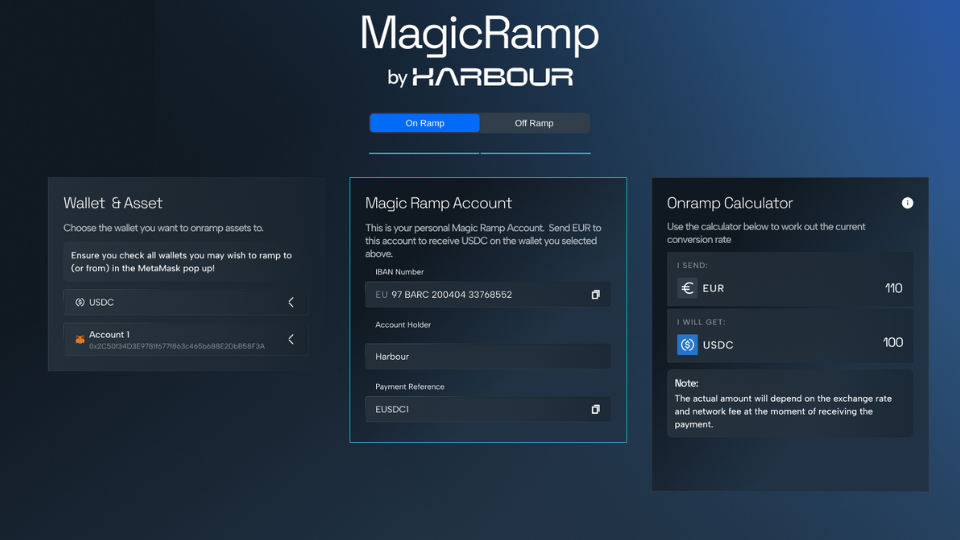 MagicRamp
by HARBOUR
On Ramp
Off Ramp
Wallet & Asset
Choose the wallet you want to onramp assets to.
Ensure you check all wallets you may wish to ramp to
(or from) in the MetaMask pop up!
USDC
Account 1
Magic Ramp Account
This is your personal Magic Ramp Account. Send EUR to
this account to receive USDC on the wallet you selected
above.
IBAN Number
EU 97 BARC 200404 33768552
Account Holder
Harbour
Payment Reference
EUSDC1
Onramp Calculator
Use the calculator below to work out the current
conversion rate
I SEND:
EUR
110
I WILL GET:
USDC
100
Note:
The actual amount will depend on the exchange rate
and network fee at the moment of receiving the
payment.